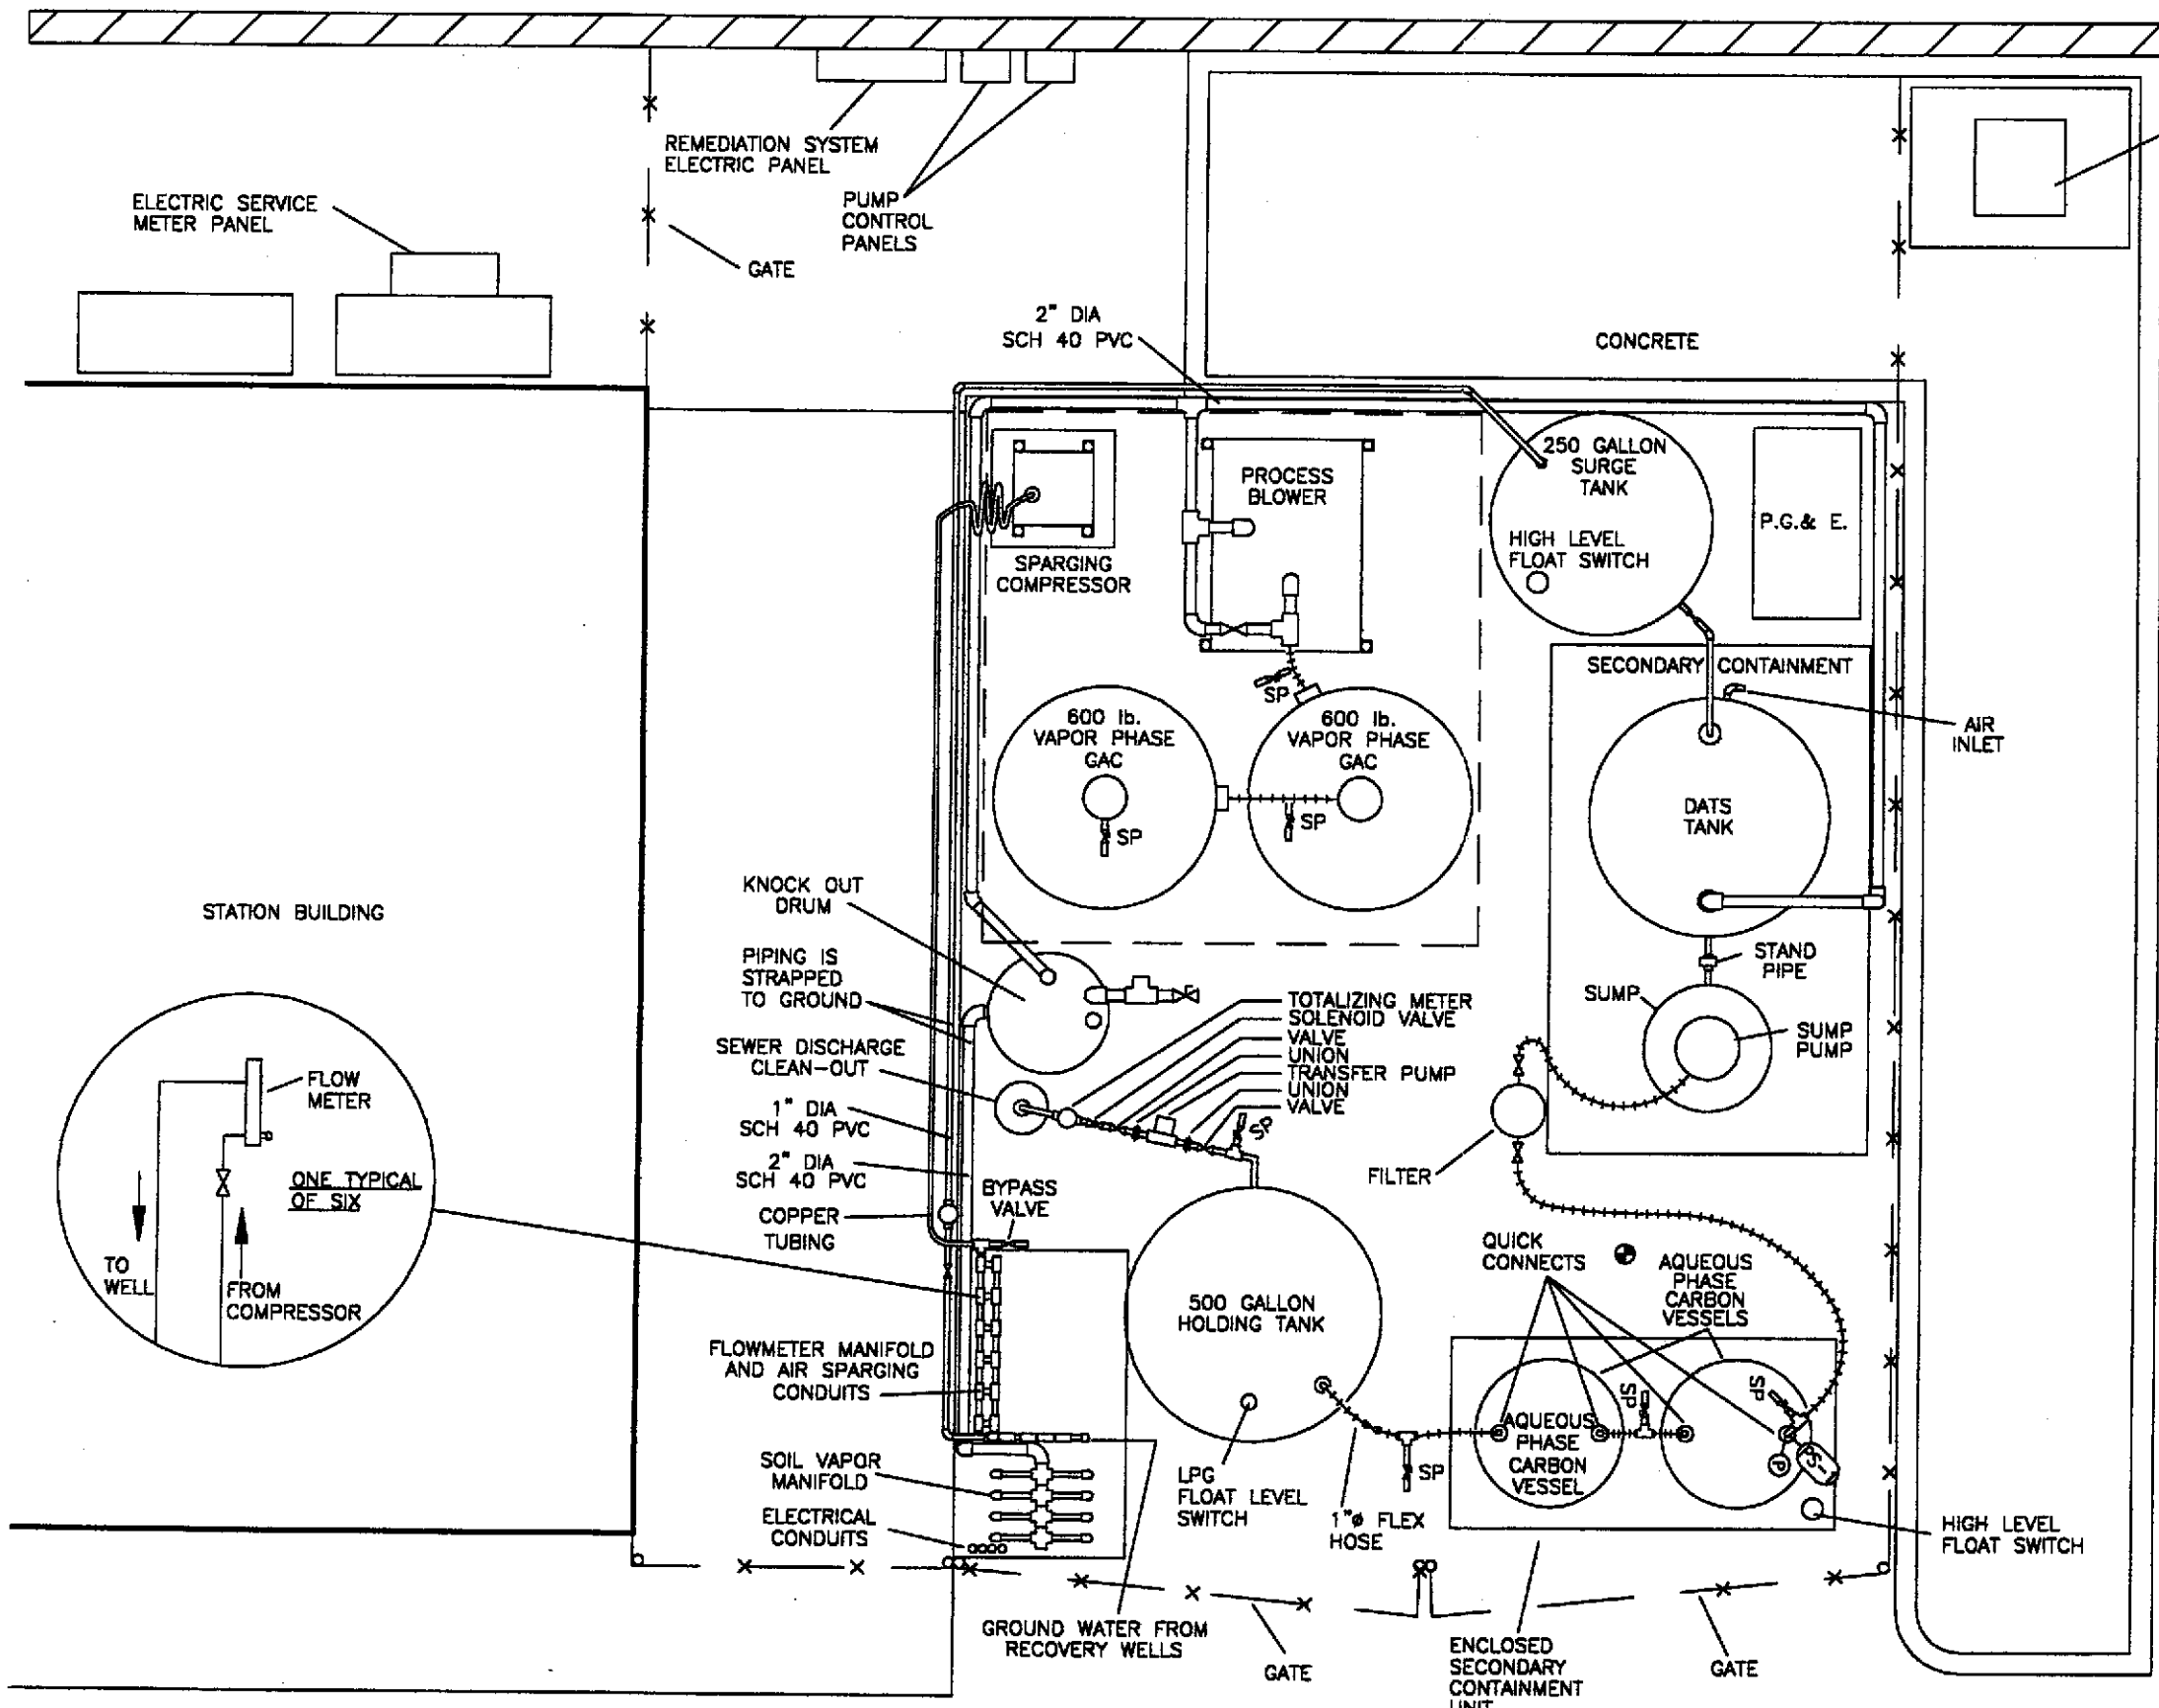 REMEDIATION SYSTEM
ELECTRIC PANEL
PUMP
CONTROL
PANELS
ELECTRIC SERVICE
METER PANEL
GATE
2" DIA
SCH 40 PVC
CONCRETE
250 GALLON
SURGE
TANK
HIGH LEVEL
FLOAT SWITCH
P.G.& E.
PROCESS
BLOWER
SPARGING
COMPRESSOR
SECONDARY CONTAINMENT
SP
600 lb.
VAPOR PHASE
GAC
SP
600 lb.
VAPOR PHASE
GAC
SP
AIR
INLET
DATS
TANK
STATION BUILDING
KNOCK OUT
DRUM
PIPING IS
STRAPPED
TO GROUND
STAND
PIPE
SUMP
SUMP
PUMP
TOTALIZING METER
SOLENOID VALVE
VALVE
UNION
TRANSFER PUMP
UNION
VALVE
SEWER DISCHARGE
CLEAN-OUT
SP
1" DIA
SCH 40 PVC
2" DIA
SCH 40 PVC
FILTER
BYPASS
VALVE
COPPER
TUBING
FLOW
METER
ONE TYPICAL
OF SIX
TO
WELL
FROM
COMPRESSOR
QUICK
CONNECTS
AQUEOUS
PHASE
CARBON
VESSELS
500 GALLON
HOLDING TANK
FLOWMETER MANIFOLD
AND AIR SPARGING
CONDUITS
SP
SP
AQUEOUS
PHASE
CARBON
VESSEL
P
PS-1
SOIL VAPOR
MANIFOLD
LPG
FLOAT LEVEL
SWITCH
SP
1"ø FLEX
HOSE
ELECTRICAL
CONDUITS
HIGH LEVEL
FLOAT SWITCH
GROUND WATER FROM
RECOVERY WELLS
GATE
ENCLOSED
SECONDARY
CONTAINMENT
UNIT
GATE